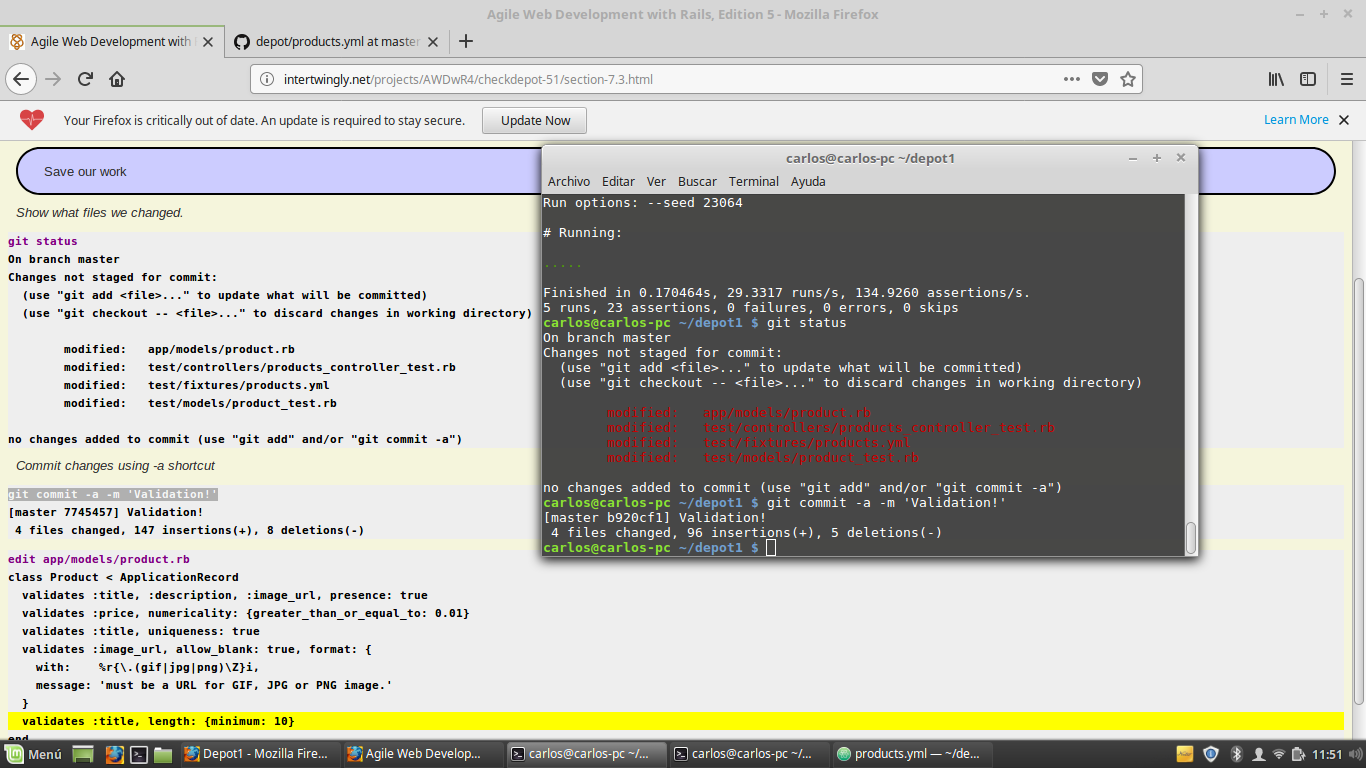 Agile Web Development with Rails, Edition 5 - Mozilla Firefox
Agile Web Development with
depot/products.yml at master
intertwingly.net/projects/AWDwR4/checkdepot-51/section-7.3.html
Your Firefox is critically out of date. An update is required to stay secure.
Update Now
Learn More
Save our work
Show what files we changed.
git status
On branch master
Changes not staged for commit:
(use "git add <file>..." to update what will be committed)
(use "git checkout -- <file>..." to discard changes in working directory)
modified: app/models/product.rb
modified: test/controllers/products_controller_test.rb
modified: test/fixtures/products.yml
modified: test/models/product_test.rb
no changes added to commit (use "git add" and/or "git commit -a")
Commit changes using -a shortcut
git commit -a -m 'Validation!'
[master 7745457] Validation!
4 files changed, 147 insertions(+), 8 deletions(-)
edit app/models/product.rb
class Product < ApplicationRecord
validates :title, :description, :image_url, presence: true
validates :price, numericality: {greater_than_or_equal_to: 0.01}
validates :title, uniqueness: true
validates :image_url, allow_blank: true, format: {
with: %r{\.(gif|jpg|png)\Z}i,
message: 'must be a URL for GIF, JPG or PNG image.'
}
validates :title, length: {minimum: 10}
end
carlos@carlos-pc ~/depot1
Archivo Editar Ver Buscar Terminal Ayuda
Run options: --seed 23064
# Running:
.....
Finished in 0.170464s, 29.3317 runs/s, 134.9260 assertions/s.
5 runs, 23 assertions, 0 failures, 0 errors, 0 skips
carlos@carlos-pc ~/depot1 $ git status
On branch master
Changes not staged for commit:
(use "git add <file>..." to update what will be committed)
(use "git checkout -- <file>..." to discard changes in working directory)
modified: app/models/product.rb
modified: test/controllers/products_controller_test.rb
modified: test/fixtures/products.yml
modified: test/models/product_test.rb
no changes added to commit (use "git add" and/or "git commit -a")
carlos@carlos-pc ~/depot1 $ git commit -a -m 'Validation!'
[master b920cf1] Validation!
4 files changed, 96 insertions(+), 5 deletions(-)
carlos@carlos-pc ~/depot1 $
Menú
Depot1 - Mozilla Fire...
Agile Web Develop...
carlos@carlos-pc ~/...
carlos@carlos-pc ~/...
products.yml — ~/de...
11:51